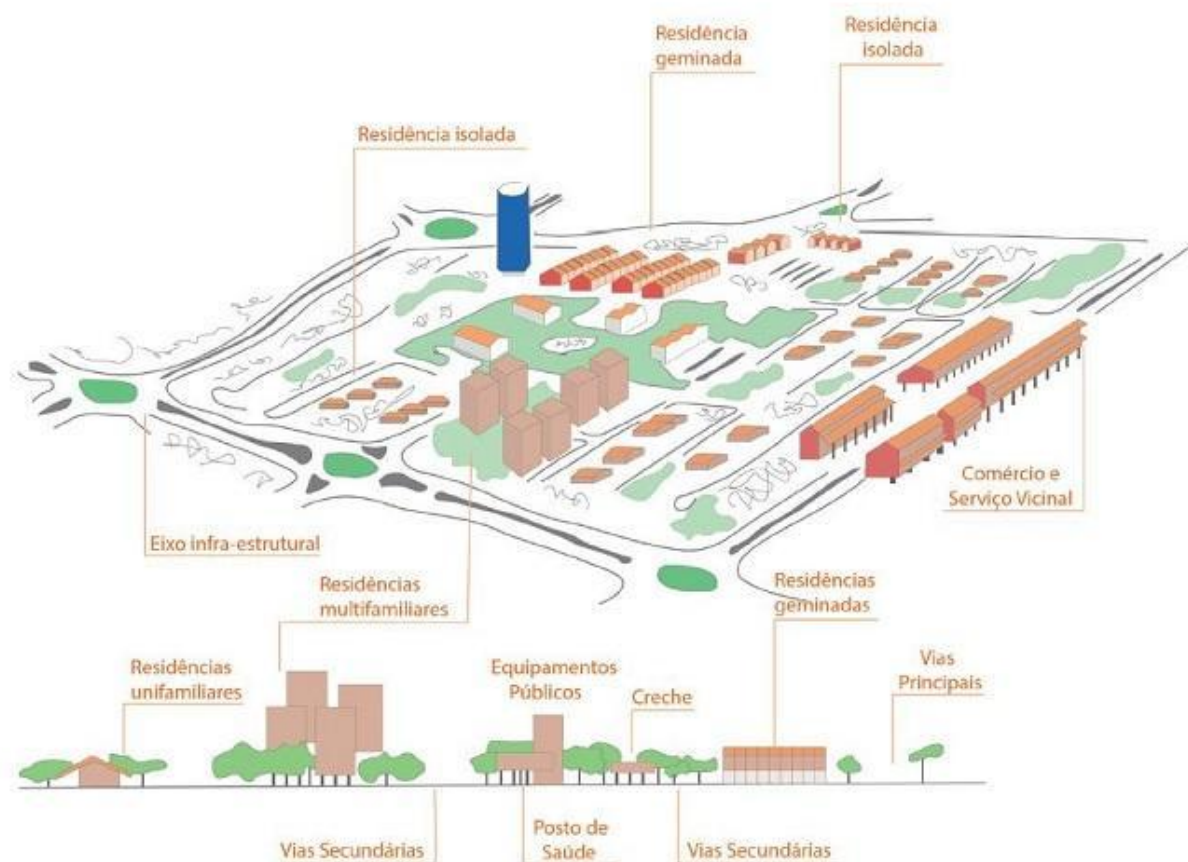 Residência
geminada
Residência
isolada
Residência isolada
Comércio e
Serviço Vicinal
Eixo infra-estrutural
Residências
multifamiliares
Residências
geminadas
Residências
unifamiliares
Equipamentos
Públicos
Creche
Vias
Principais
Vias Secundárias
Posto de
Saúde
Vias Secundárias